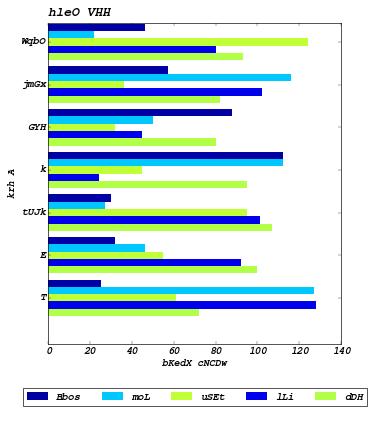 hleO VHH
WqbO
jmGx
GYH
k
tUJk
E
T
krh A
0 20 40 60 80 100 120 140
bKedX cNCDw
Bbos moL uSEt lLi dDH